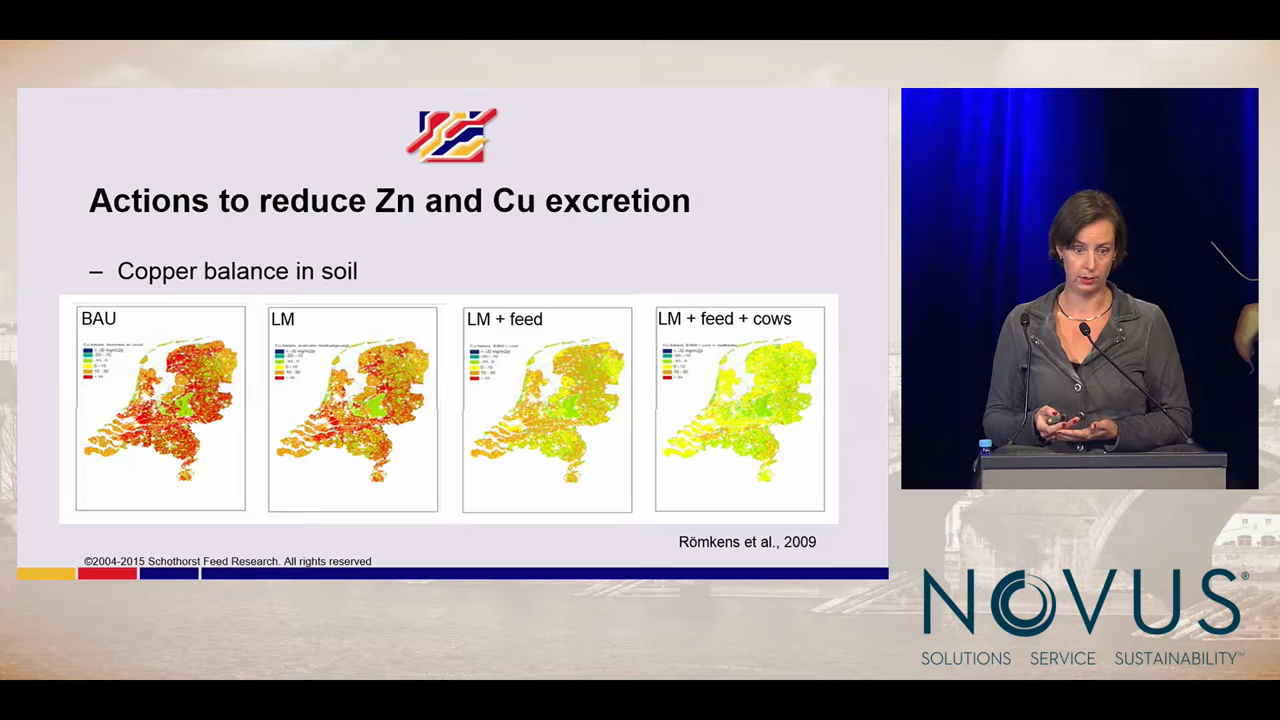 Actions to reduce Zn and Cu excretion
– Copper balance in soil
BAU
LM
LM + feed
LM + feed + cows
Römkens et al., 2009
©2004-2015 Schothorst Feed Research. All rights reserved
NOVUS®
SOLUTIONS SERVICE SUSTAINABILITY™